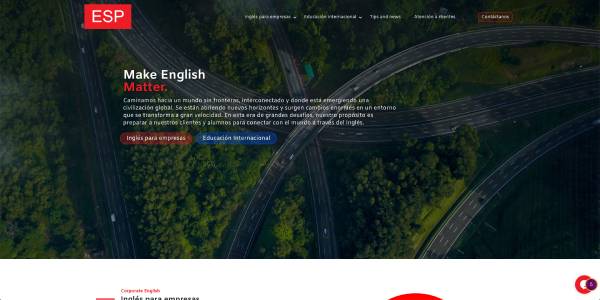 ESP
Inglés para empresas
Educación Internacional
Tips and news
Atención a clientes
Contáctanos
Make English
Matter.
Caminamos hacia un mundo sin fronteras, interconectado y donde está emergiendo una
civilización global. Se están abriendo nuevos horizontes y surgen cambios enormes en un entorno
que se transforma a gran velocidad. En esta era de grandes desafíos, nuestro propósito es
preparar a nuestros clientes y alumnos para conectar con el mundo a través del Inglés.
Inglés para empresas
Educación Internacional
Corporate English
Inglés para empresas